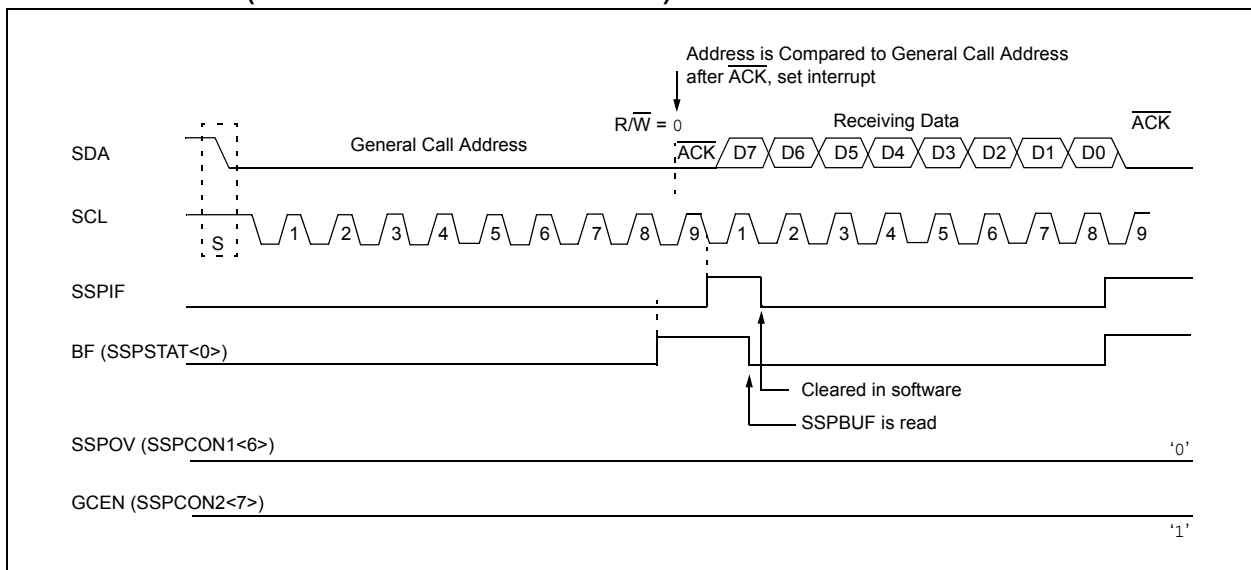 Address is Compared to General Call Address
after ACK, set interrupt
R/W = 0
Receiving Data
ACK
SDA
General Call Address
ACK
D7 D6 D5 D4 D3 D2 D1 D0
SCL
S
1 2 3 4 5 6 7 8 9 1 2 3 4 5 6 7 8 9
SSPIF
BF (SSPSTAT<0>)
Cleared in software
SSPBUF is read
SSPOV (SSPCON1<6>)
‘0’
GCEN (SSPCON2<7>)
‘1’